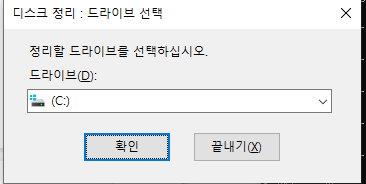 디스크 정리 : 드라이브 선택
정리할 드라이브를 선택하십시오.
드라이브(D):
(C:)
확인
끝내기(X)